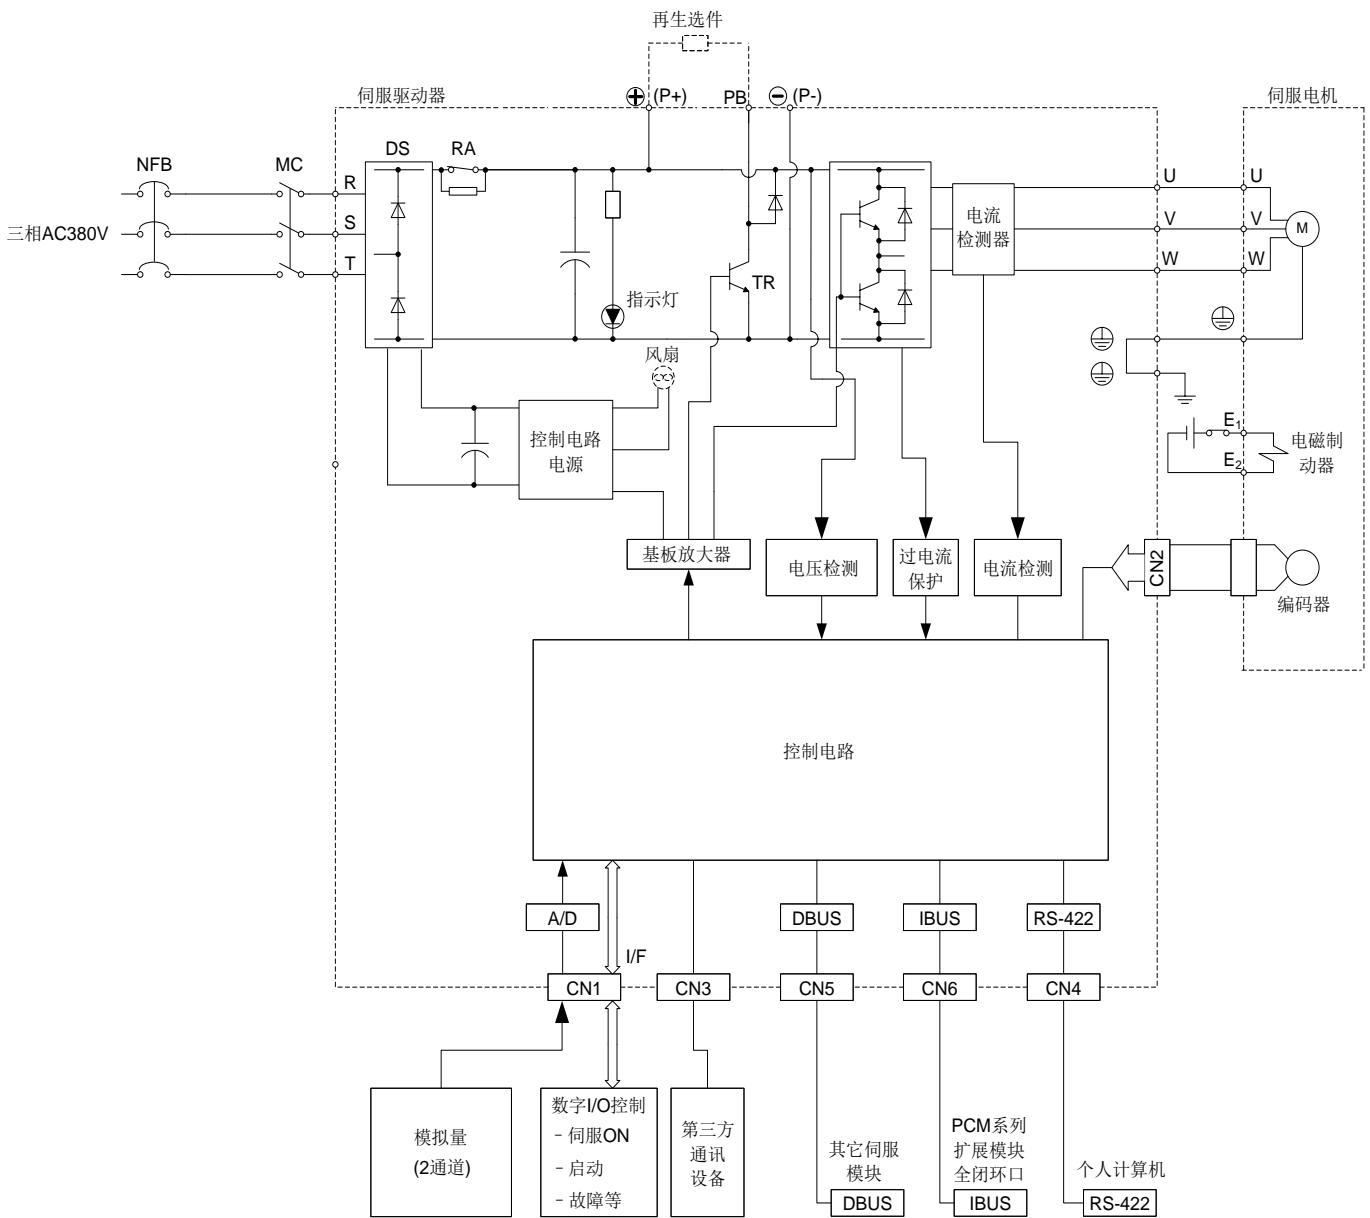 再生选件
伺服驱动器
(P+)
PB
(P-)
伺服电机
NFB
MC
DS
RA
R
S
T
三相AC380V
TR
指示灯
风扇
电流
检测器
U
V
W
U
V
W
M
控制电路
电源
E1
E2
电磁制
动器
基板放大器
电压检测
过电流
保护
电流检测
CN2
编码器
控制电路
A/D
I/F
DBUS
IBUS
RS-422
CN1
CN3
CN5
CN6
CN4
模拟量
(2通道)
数字I/O控制
- 伺服ON
- 启动
- 故障等
第三方
通讯
设备
其它伺服
模块
DBUS
PCM系列
扩展模块
全闭环口
IBUS
个人计算机
RS-422